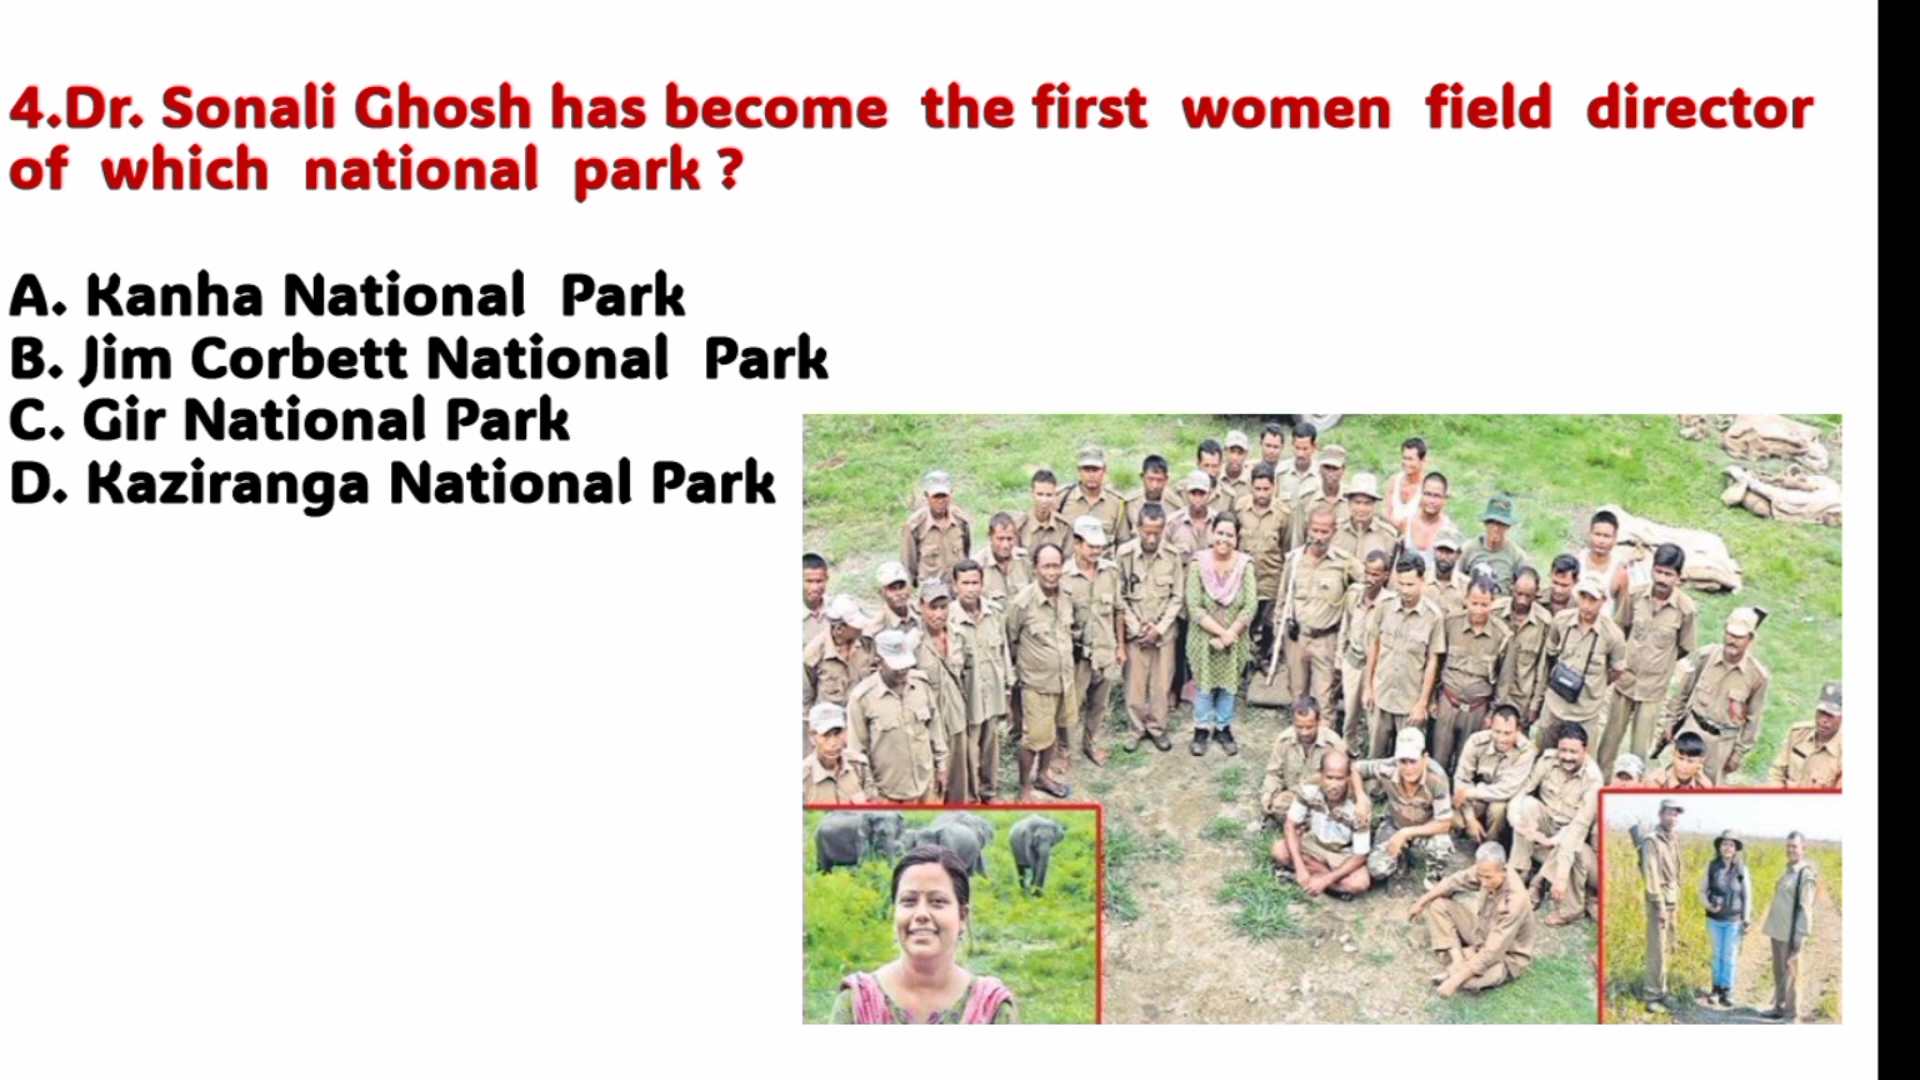 4.Dr. Sonali Ghosh has become the first women field director
of which national park ?
A. Kanha National Park
B. Jim Corbett National Park
C. Gir National Park
D. Kaziranga National Park